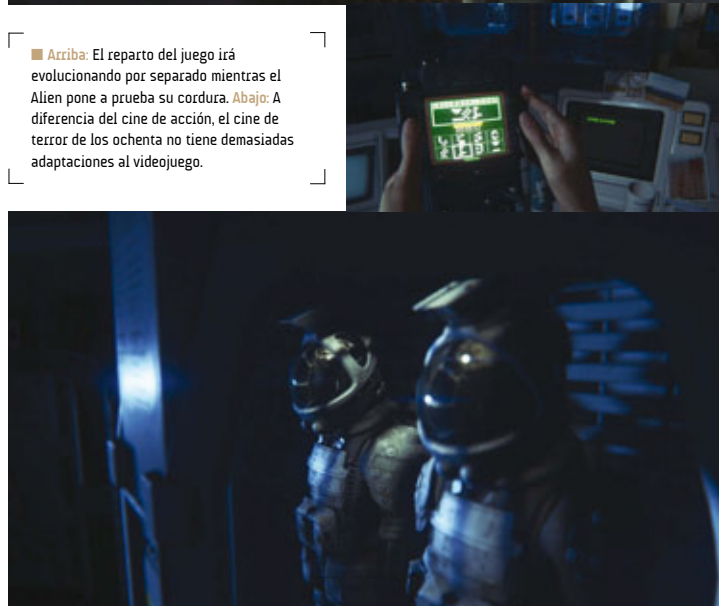 Arriba: El reparto del juego irá
evolucionando por separado mientras el
Alien pone a prueba su cordura. Abajo: A
diferencia del cine de acción, el cine de
terror de los ochenta no tiene demasiadas
adaptaciones al videojuego.